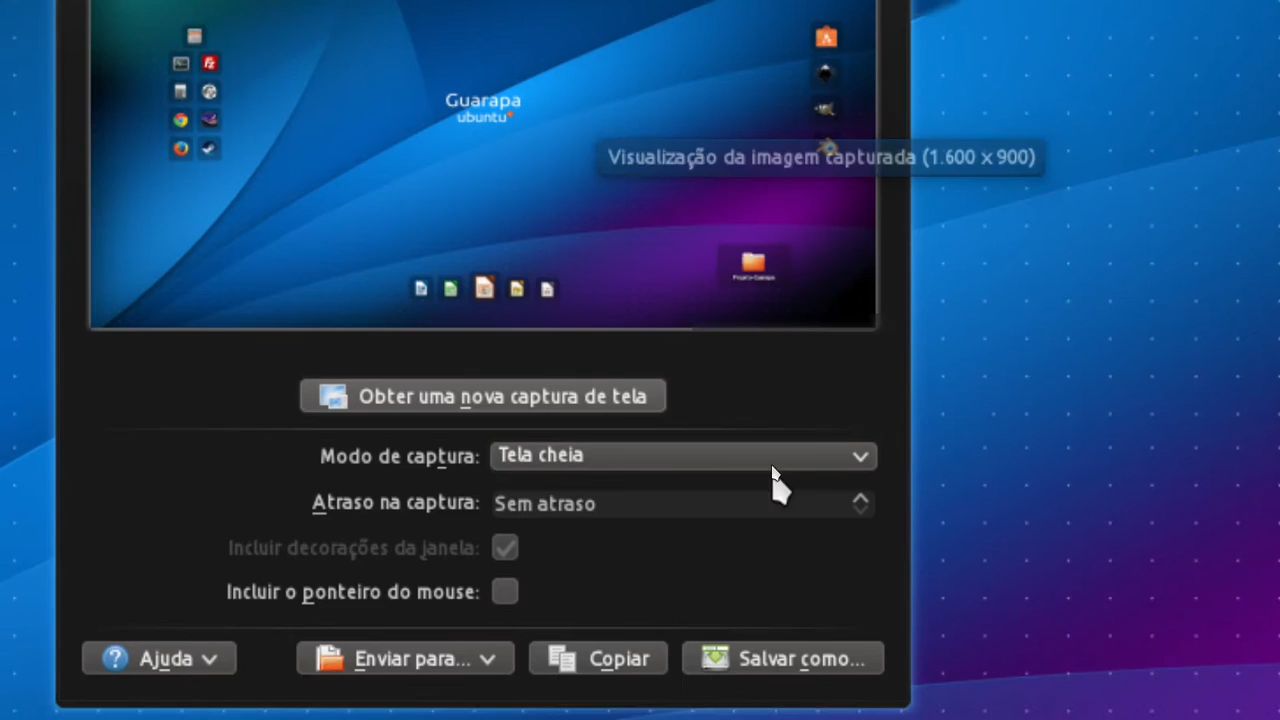 Guarapa
ubuntu
Visualização da imagem capturada (1.600 x 900)
Obter uma nova captura de tela
Modo de captura: Tela cheia
Atraso na captura: Sem atraso
Incluir decorações da janela:
Incluir o ponteiro do mouse:
Ajuda Enviar para... Copiar Salvar como...